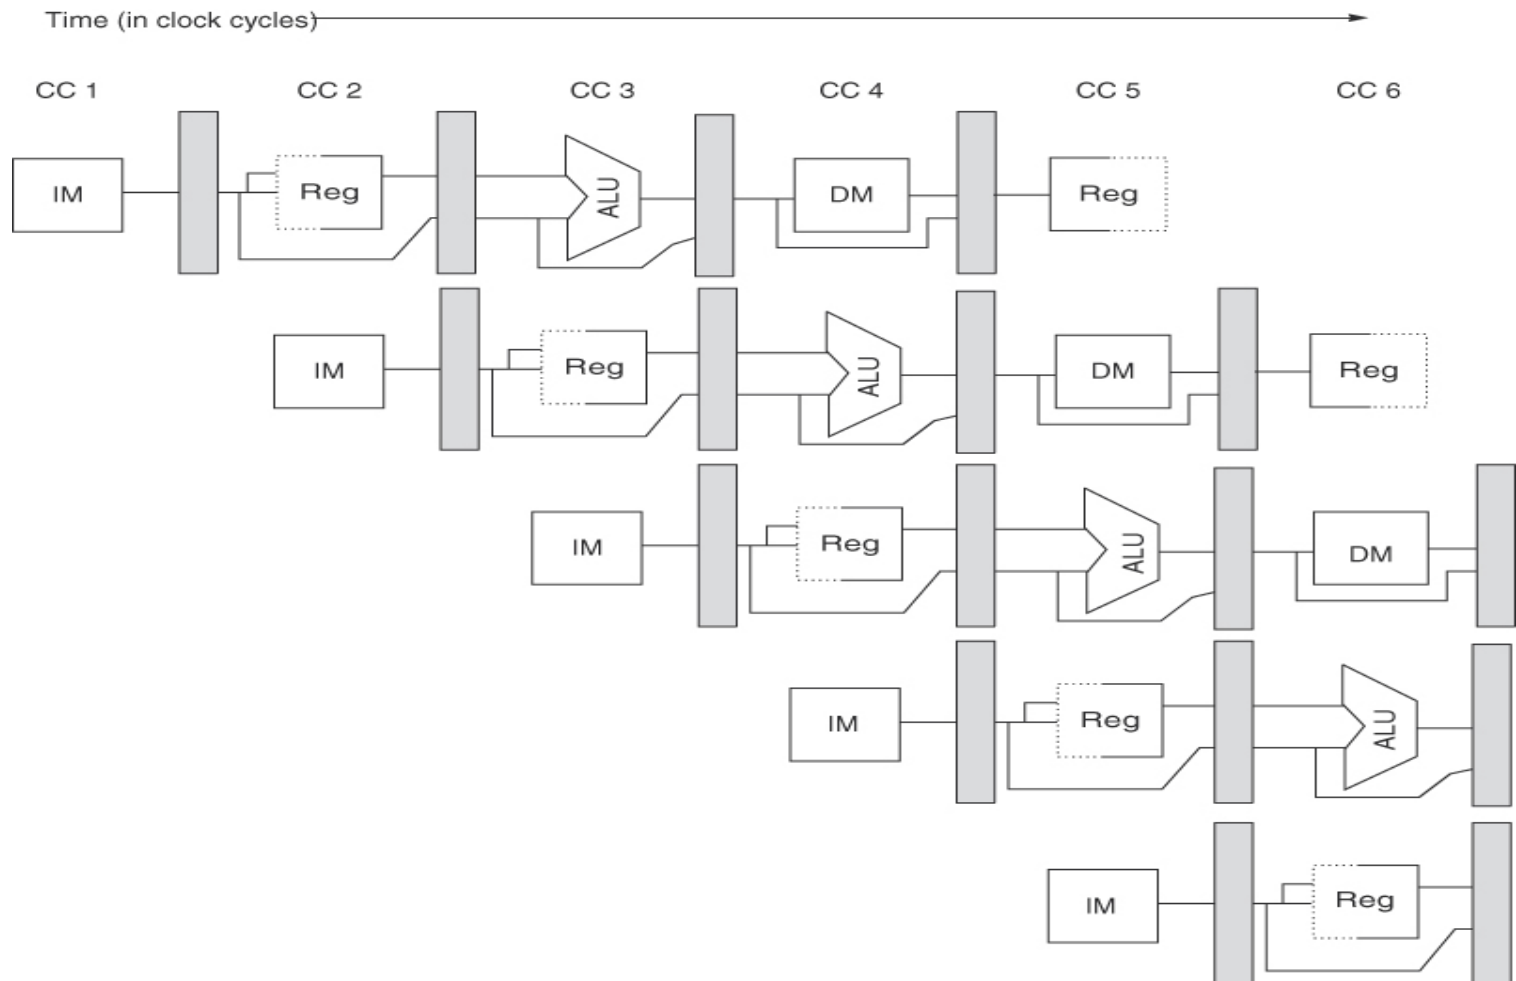 Time (in clock cycles)
CC 1 CC 2 CC 3 CC 4 CC 5 CC 6
IM Reg ALU DM Reg
IM Reg ALU DM Reg
IM Reg ALU DM
IM Reg ALU
IM Reg